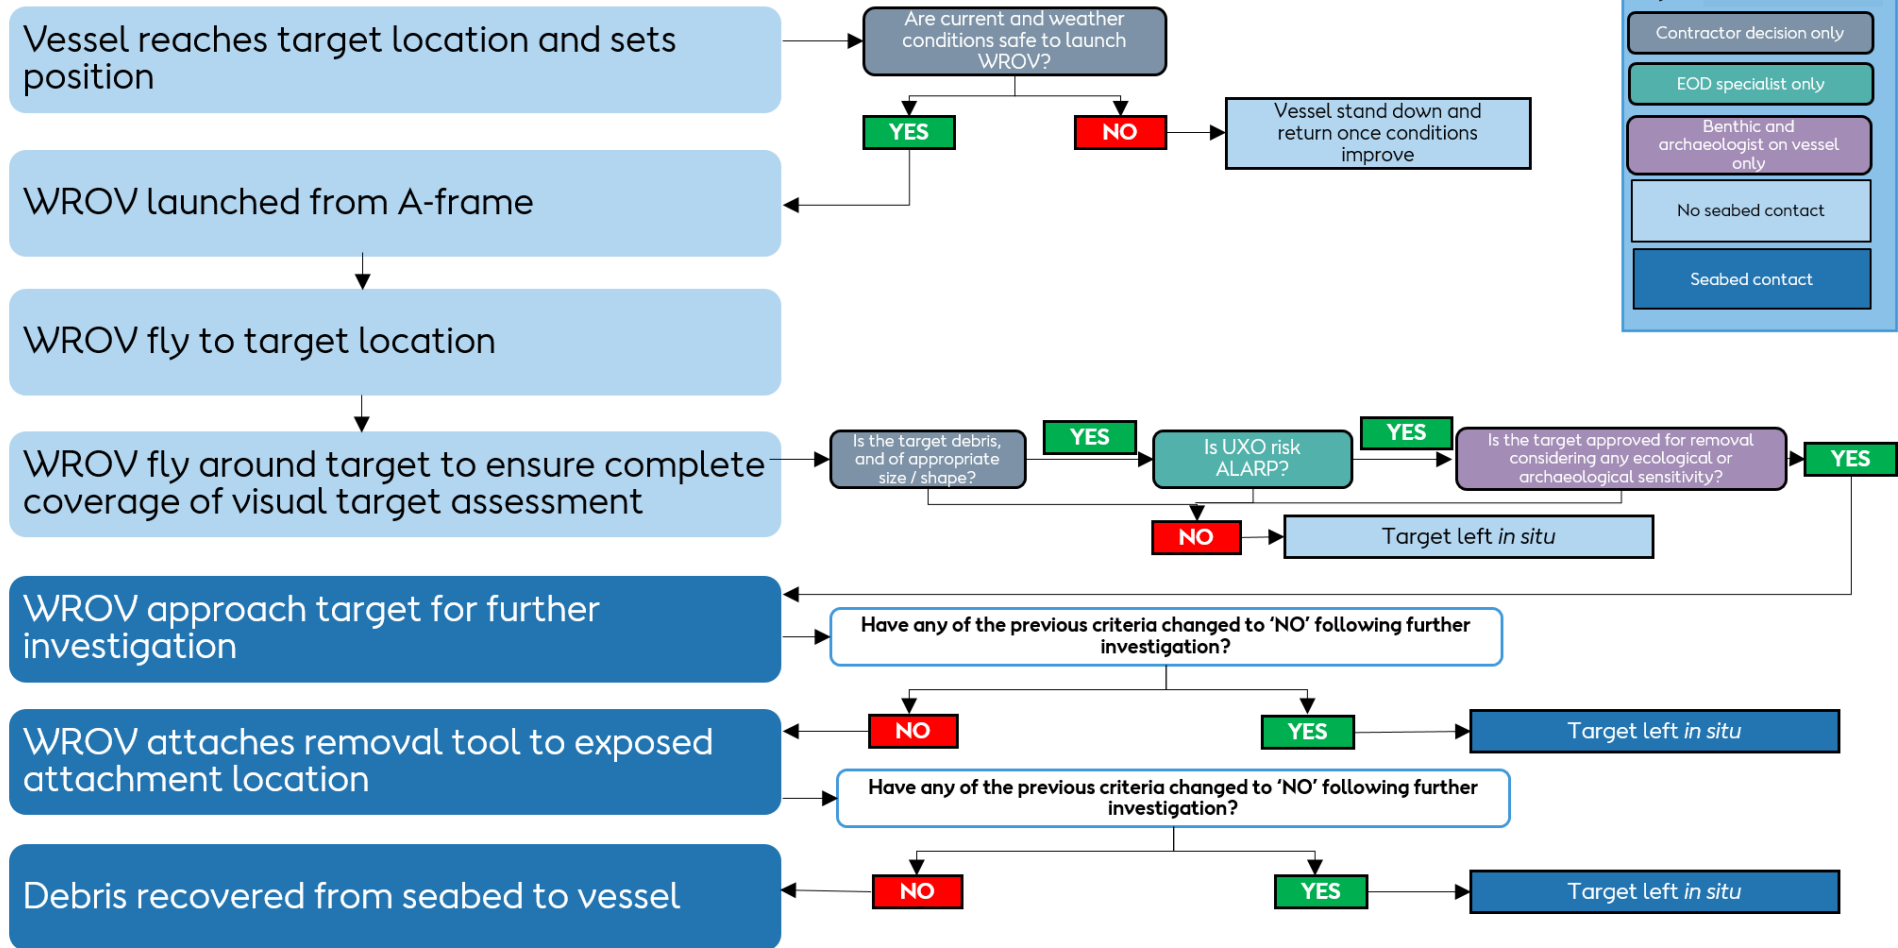 Vessel reaches target location and sets
position
Are current and weather
conditions safe to launch
WROV?
YES
NO
Vessel stand down and
return once conditions
improve
Contractor decision only
EOD specialist only
Benthic and
archaeologist on vessel
only
No seabed contact
Seabed contact
WROV launched from A-frame
WROV fly to target location
WROV fly around target to ensure complete
coverage of visual target assessment
Is the target debris,
and of appropriate
size / shape?
YES
Is UXO risk
ALARP?
YES
Is the target approved for removal
considering any ecological or
archaeological sensitivity?
YES
NO
Target left in situ
WROV approach target for further
investigation
Have any of the previous criteria changed to ‘NO’ following further
investigation?
NO
YES
Target left in situ
WROV attaches removal tool to exposed
attachment location
Have any of the previous criteria changed to ‘NO’ following further
investigation?
NO
YES
Target left in situ
Debris recovered from seabed to vessel